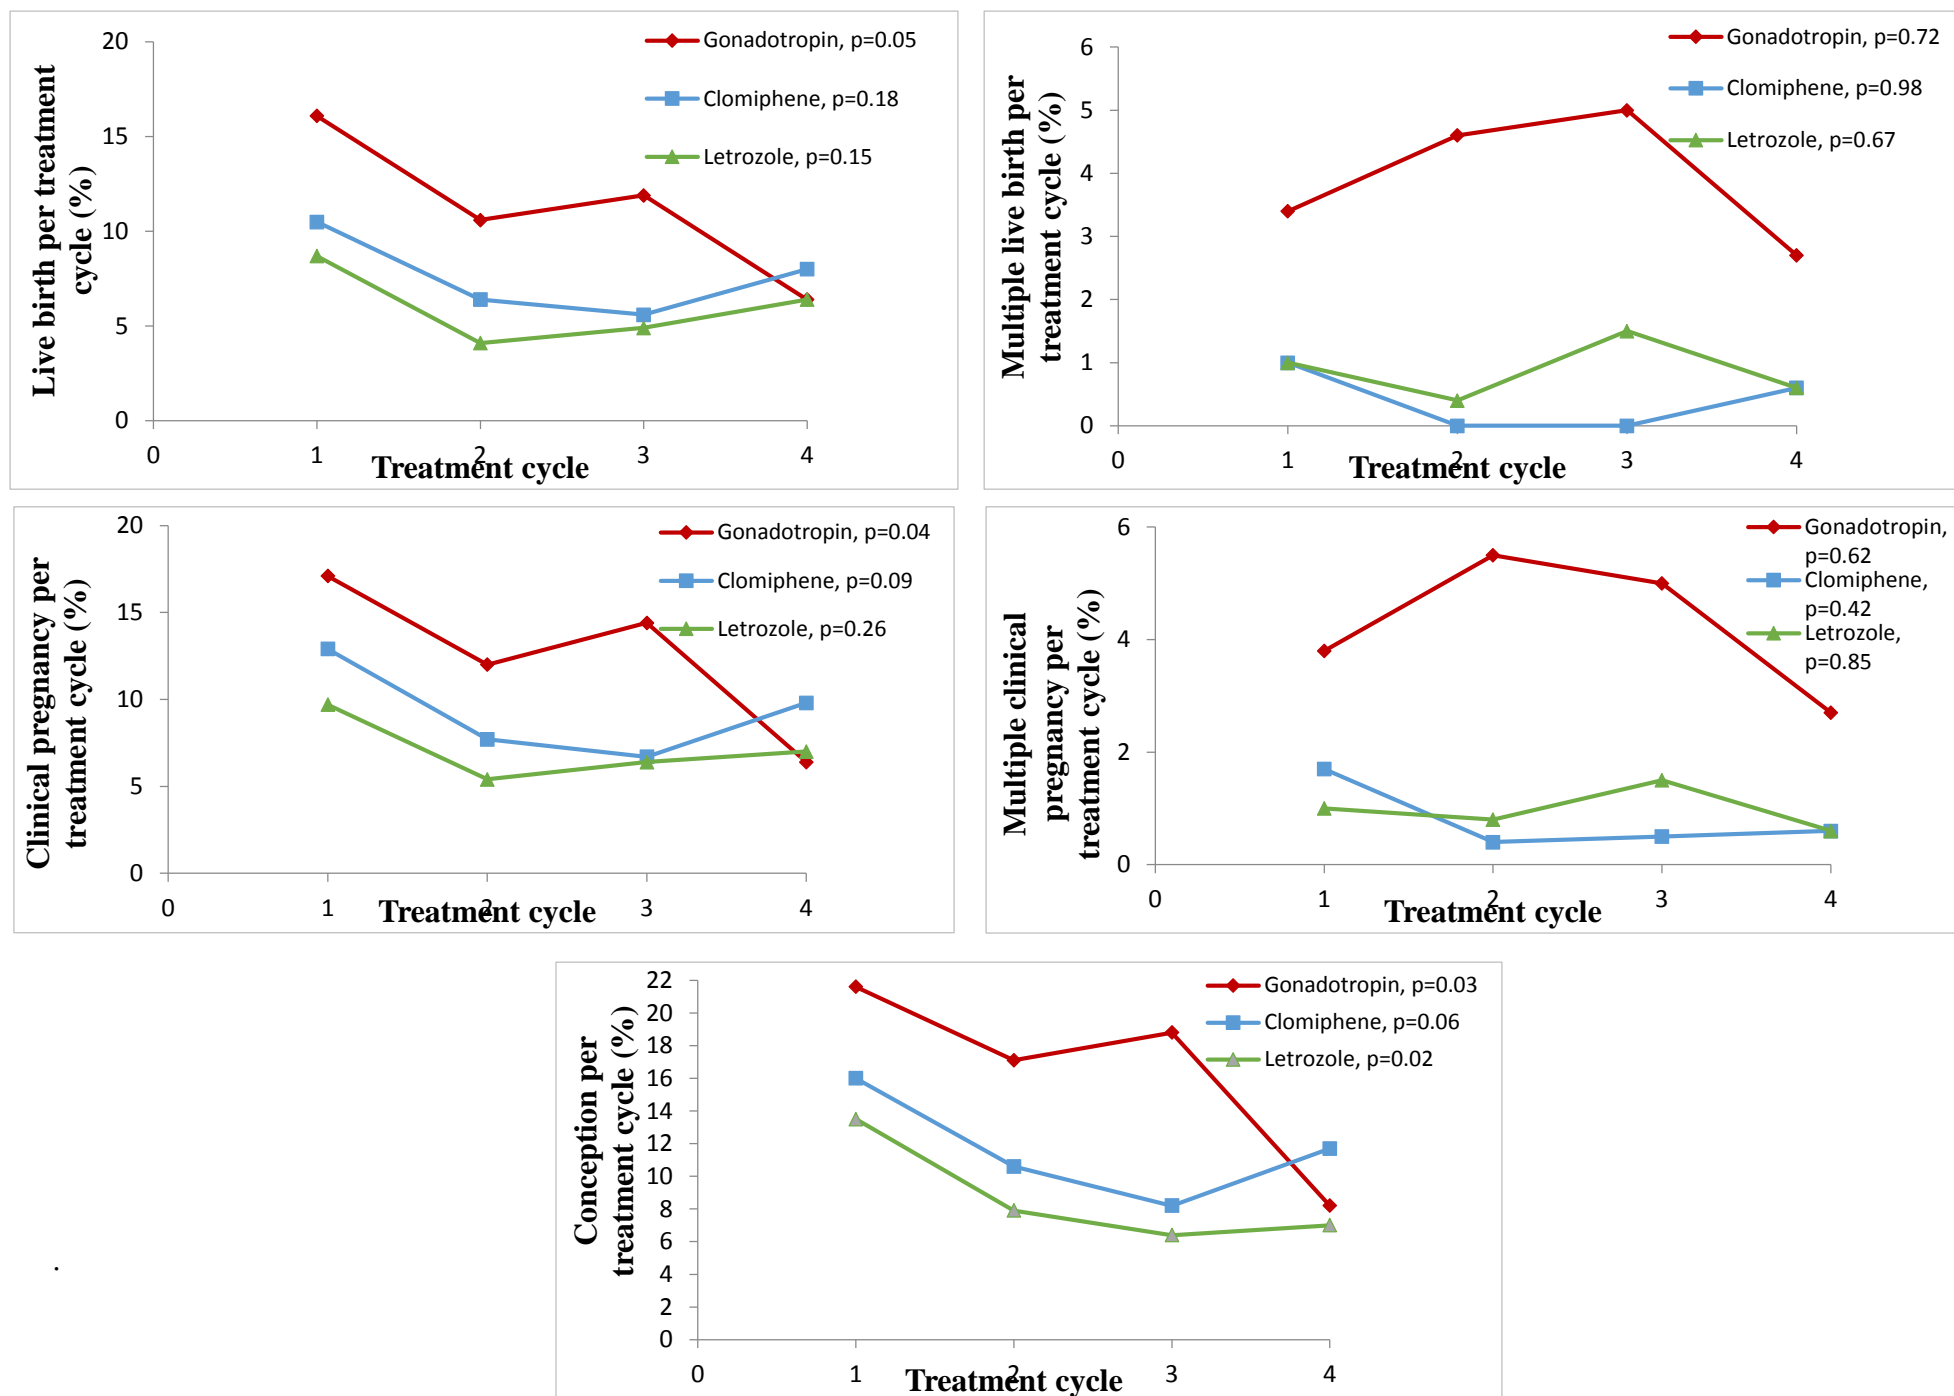 Live birth per treatment
cycle (%)
20
15
10
5
0
Gonadotropin, p=0.05
Clomiphene, p=0.18
Letrozole, p=0.15
0 1 2 3 4
Treatment cycle
Multiple live birth per
treatment cycle (%)
6
5
4
3
2
1
0
Gonadotropin, p=0.72
Clomiphene, p=0.98
Letrozole, p=0.67
0 1 2 3 4
Treatment cycle
Clinical pregnancy per
treatment cycle (%)
20
15
10
5
0
Gonadotropin, p=0.04
Clomiphene, p=0.09
Letrozole, p=0.26
0 1 2 3 4
Treatment cycle
Multiple clinical
pregnancy per
treatment cycle (%)
6
4
2
0
Gonadotropin,
p=0.62
Clomiphene,
p=0.42
Letrozole,
p=0.85
0 1 2 3 4
Treatment cycle
Conception per
treatment cycle (%)
22
20
18
16
14
12
10
8
6
4
2
0
Gonadotropin, p=0.03
Clomiphene, p=0.06
Letrozole, p=0.02
0 1 2 3 4
Treatment cycle
.